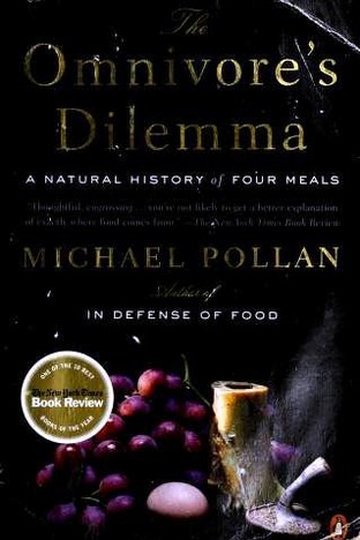 The
Omnivore's
Dilemma
A NATURAL HISTORY of FOUR MEALS
"Thoughtful, engrossing ... you're not likely to get a better explanation
of exactly where food comes from." —The New York Times Book Review
MICHAEL POLLAN
Author of
IN DEFENSE OF FOOD
ONE OF THE 10 BEST
The New York Times
Book Review
BOOKS OF THE YEAR